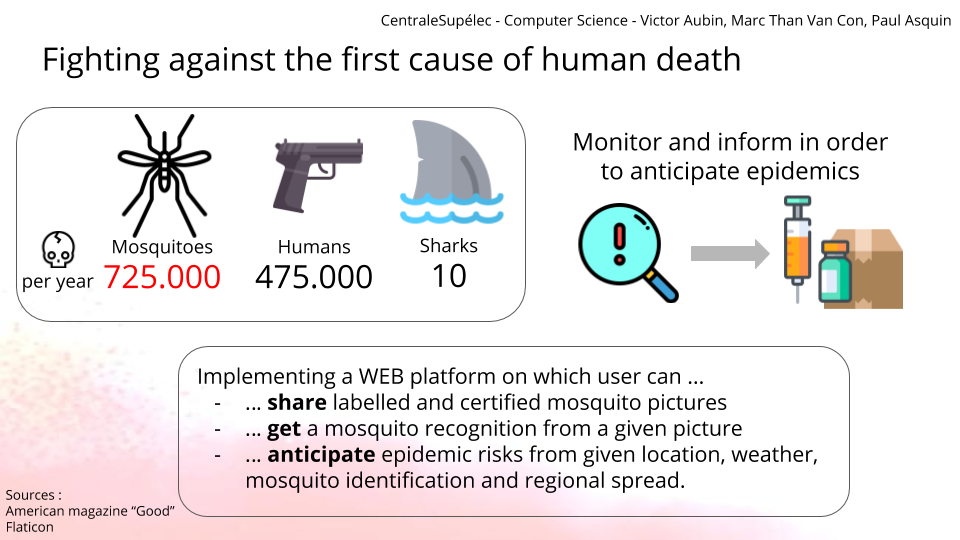 CentraleSupélec - Computer Science - Victor Aubin, Marc Than Van Con, Paul Asquin
Fighting against the first cause of human death
per year
Mosquitoes
725.000
Humans
475.000
Sharks
10
Monitor and inform in order
to anticipate epidemics
Implementing a WEB platform on which user can ...
- ... share labelled and certified mosquito pictures
- ... get a mosquito recognition from a given picture
- ... anticipate epidemic risks from given location, weather,
mosquito identification and regional spread.
Sources :
American magazine “Good”
Flaticon